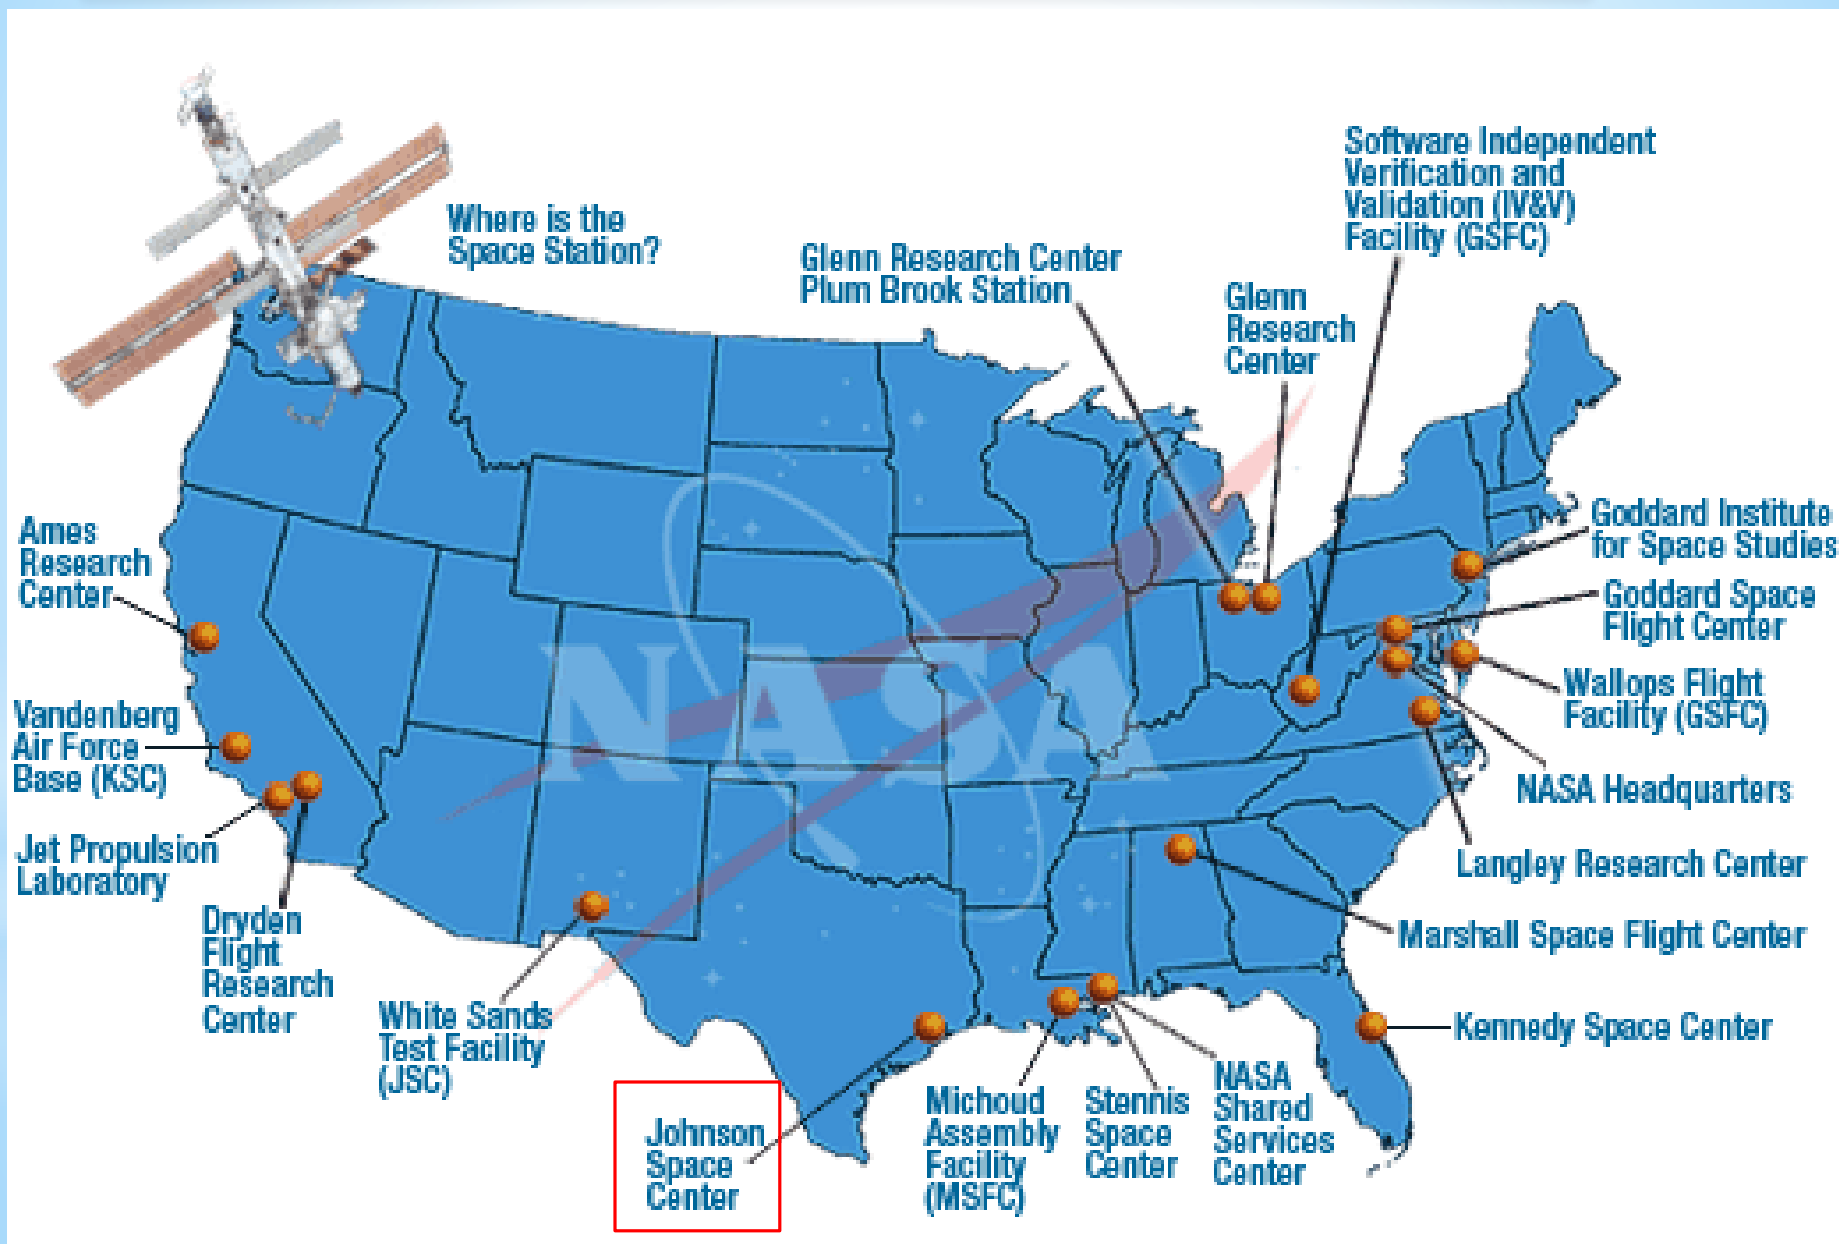 Where is the
Space Station?
Software Independent
Verification and
Validation (IV&V)
Facility (GSFC)
Glenn Research Center
Plum Brook Station
Glenn
Research
Center
Ames
Research
Center
Goddard Institute
for Space Studies
Goddard Space
Flight Center
Wallops Flight
Facility (GSFC)
Vandenberg
Air Force
Base (KSC)
NASA
NASA Headquarters
Jet Propulsion
Laboratory
Langley Research Center
Dryden
Flight
Research
Center
Marshall Space Flight Center
White Sands
Test Facility
(JSC)
Kennedy Space Center
Johnson
Space
Center
Michoud
Assembly
Facility
(MSFC)
Stennis
Space
Center
NASA
Shared
Services
Center